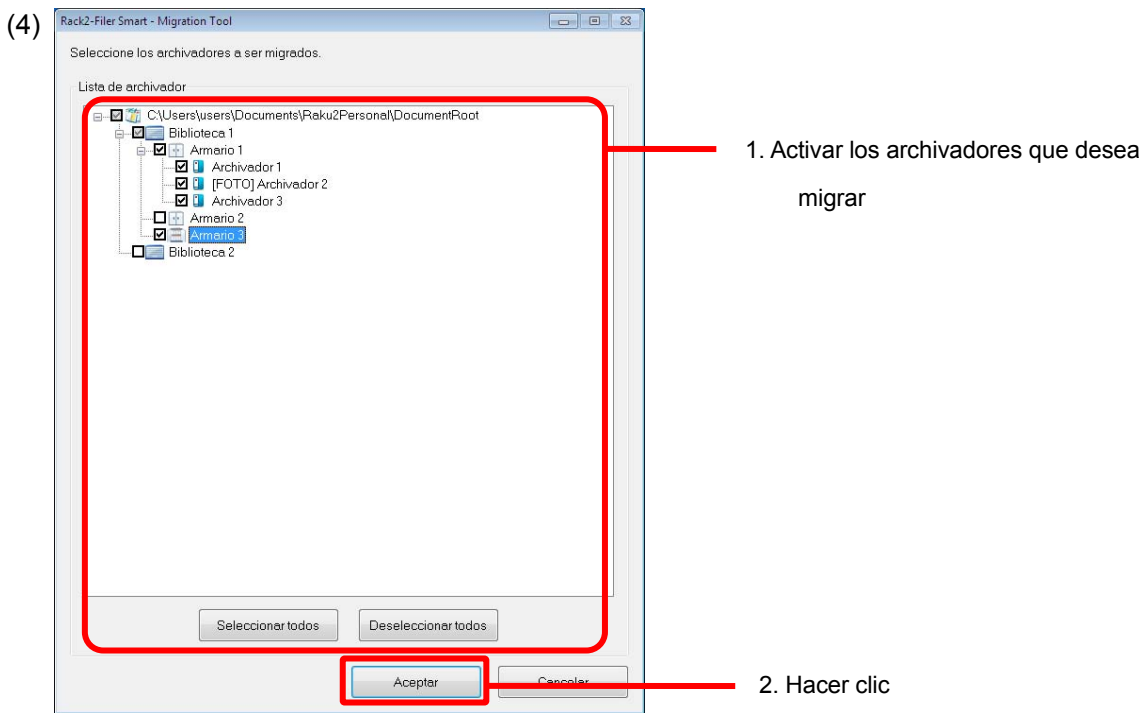 (4)
Rack2-Filer Smart - Migration Tool
Seleccione los archivadores a ser migrados.
Lista de archivador
C:\Users\users\Documents\Raku2Personal\DocumentRoot
Biblioteca 1
Armario 1
Archivador 1
[FOTO] Archivador 2
Archivador 3
Armario 2
Armario 3
Biblioteca 2
1. Activar los archivadores que desea
migrar
Seleccionar todos Deseleccionar todos
Aceptar Cancelar
2. Hacer clic